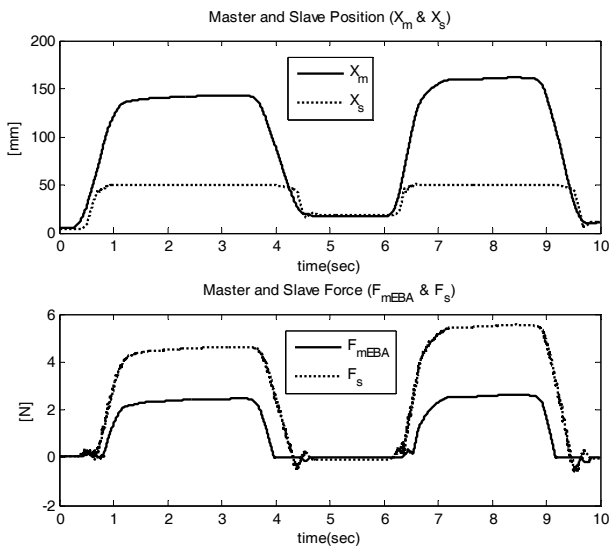 Master and Slave Position (X_m & X_s)
200
150
100
50
0
[mm]
X_m
X_s
0 1 2 3 4 5 6 7 8 9 10
time(sec)
Master and Slave Force (F_mEBA & F_s)
6
4
2
0
-2
[N]
F_mEBA
F_s
0 1 2 3 4 5 6 7 8 9 10
time(sec)